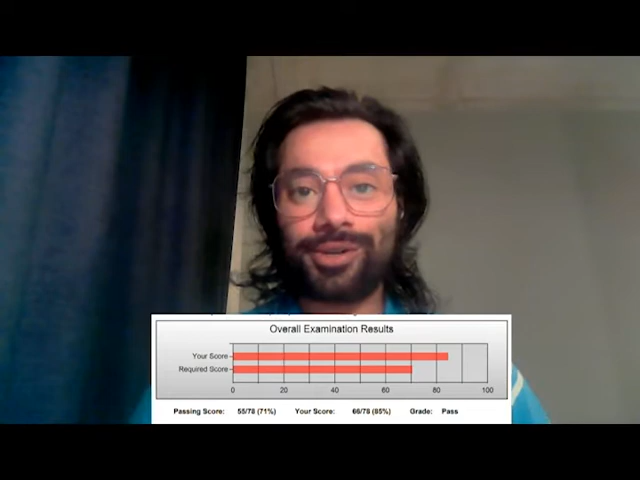 Overall Examination Results
Your Score
Required Score
0 20 40 60 80 100
Passing Score: 55/78 (71%) Your Score: 66/78 (85%) Grade: Pass